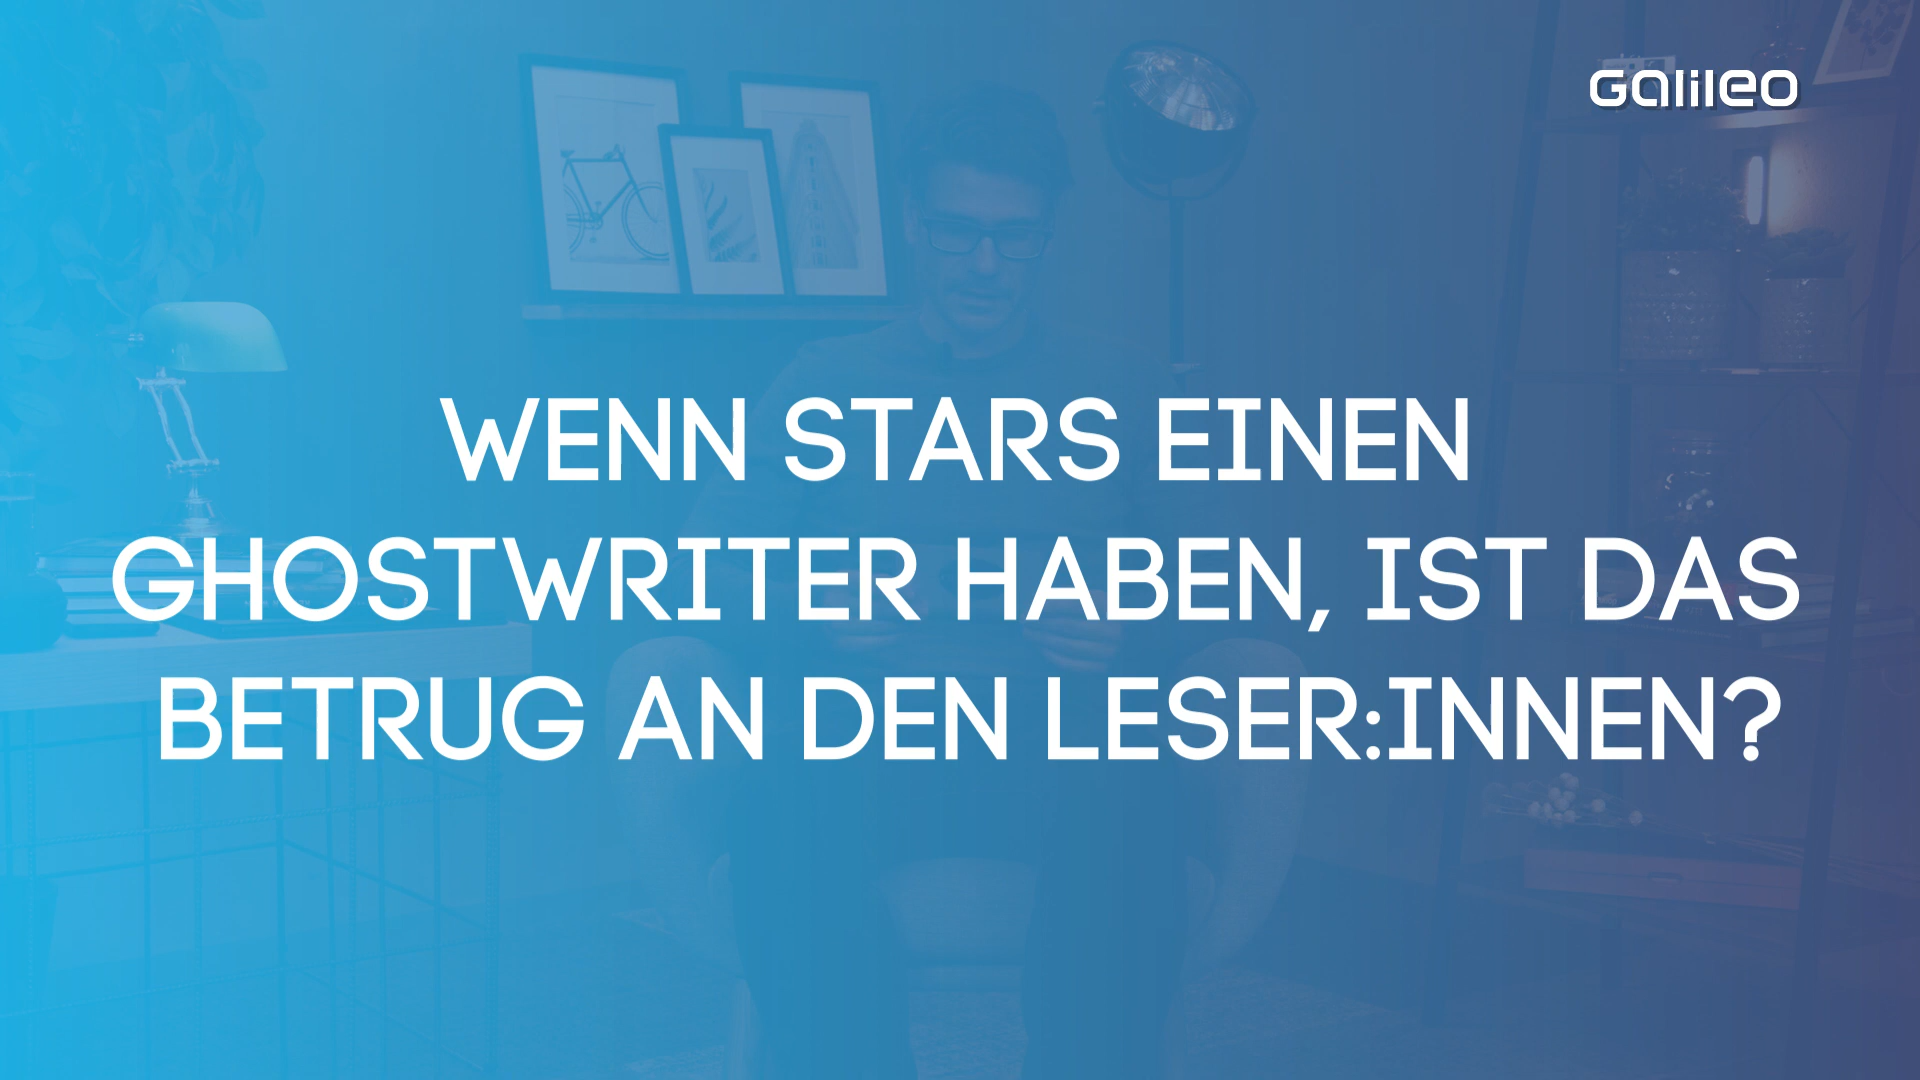 Galileo
WENN STARS EINEN
GHOSTWRITER HABEN, IST DAS
BETRUG AN DEN LESER:INNEN?